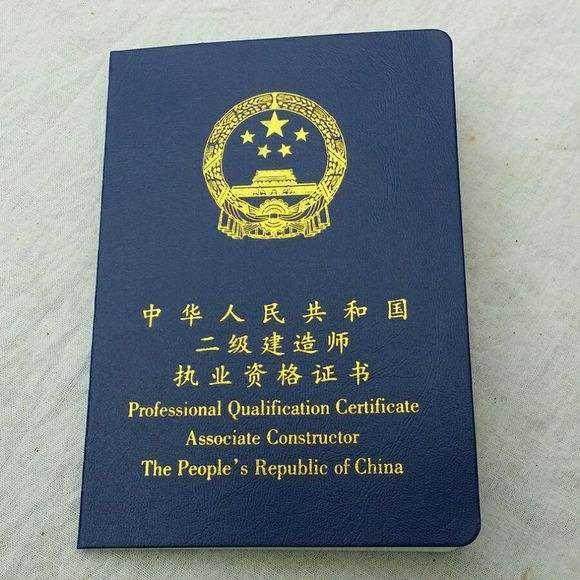 中华人民共和国
二级建造师
执业资格证书
Professional Qualification Certificate
Associate Constructor
The People's Republic of China